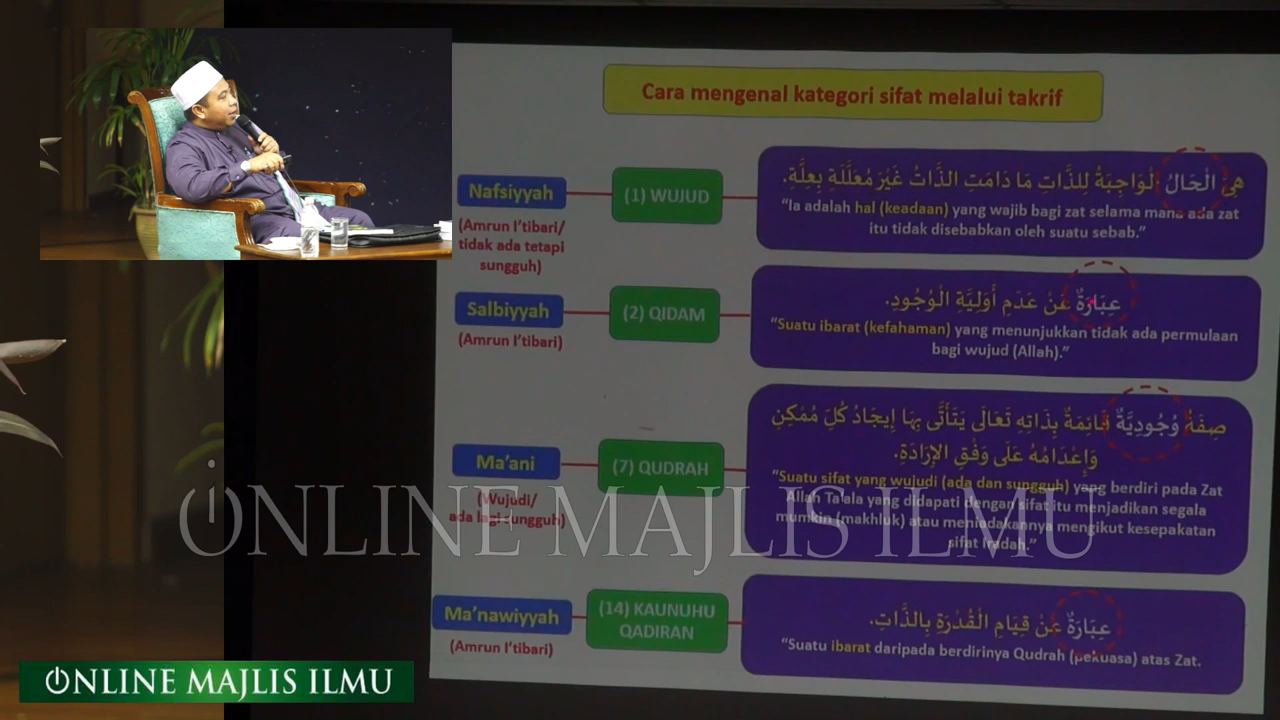 Cara mengenal kategori sifat melalui takrif
Nafsiyyah
(Amrun I'tibari/
tidak ada tetapi
sungguh)
(1) WUJUD
هِيَ الْحَالُ الْوَاجِبَةُ لِلذَّاتِ مَا دَامَتِ الذَّاتُ غَيْرَ مُعَلَّلَةٍ بِعِلَّةٍ.
“Ia adalah hal (keadaan) yang wajib bagi zat selama mana ada zat
itu tidak disebabkan oleh suatu sebab.”
Salbiyyah
(Amrun I'tibari)
(2) QIDAM
عِبَارَةٌ عَنْ عَدَمِ أَوَّلِيَّةِ الْوُجُودِ.
“Suatu ibarat (kefahaman) yang menunjukkan tidak ada permulaan
bagi wujud (Allah).”
Ma'ani
(Wujudi/
ada lagi sungguh)
(7) QUDRAH
صِفَةٌ وُجُودِيَّةٌ قَائِمَةٌ بِذَاتِهِ تَعَالَى يَتَأَتَّى بِهَا إِيجَادُ كُلِّ مُمْكِنٍ
وَإِعْدَامُهُ عَلَى وَفْقِ الإِرَادَةِ.
“Suatu sifat yang wujudi (ada dan sungguh) yang berdiri pada Zat
Allah Ta'ala yang didapati dengan sifat itu menjadikan segala
mumkin (makhluk) atau meniadakannya mengikut kesepakatan
sifat iradah.”
Ma'nawiyyah
(Amrun I'tibari)
(14) KAUNUHU
QADIRAN
عِبَارَةٌ عَنْ قِيَامِ الْقُدْرَةِ بِالذَّاتِ.
“Suatu ibarat daripada berdirinya Qudrah (pekuasa) atas Zat.
ONLINE MAJLIS ILMU
ONLINE MAJLIS ILMU